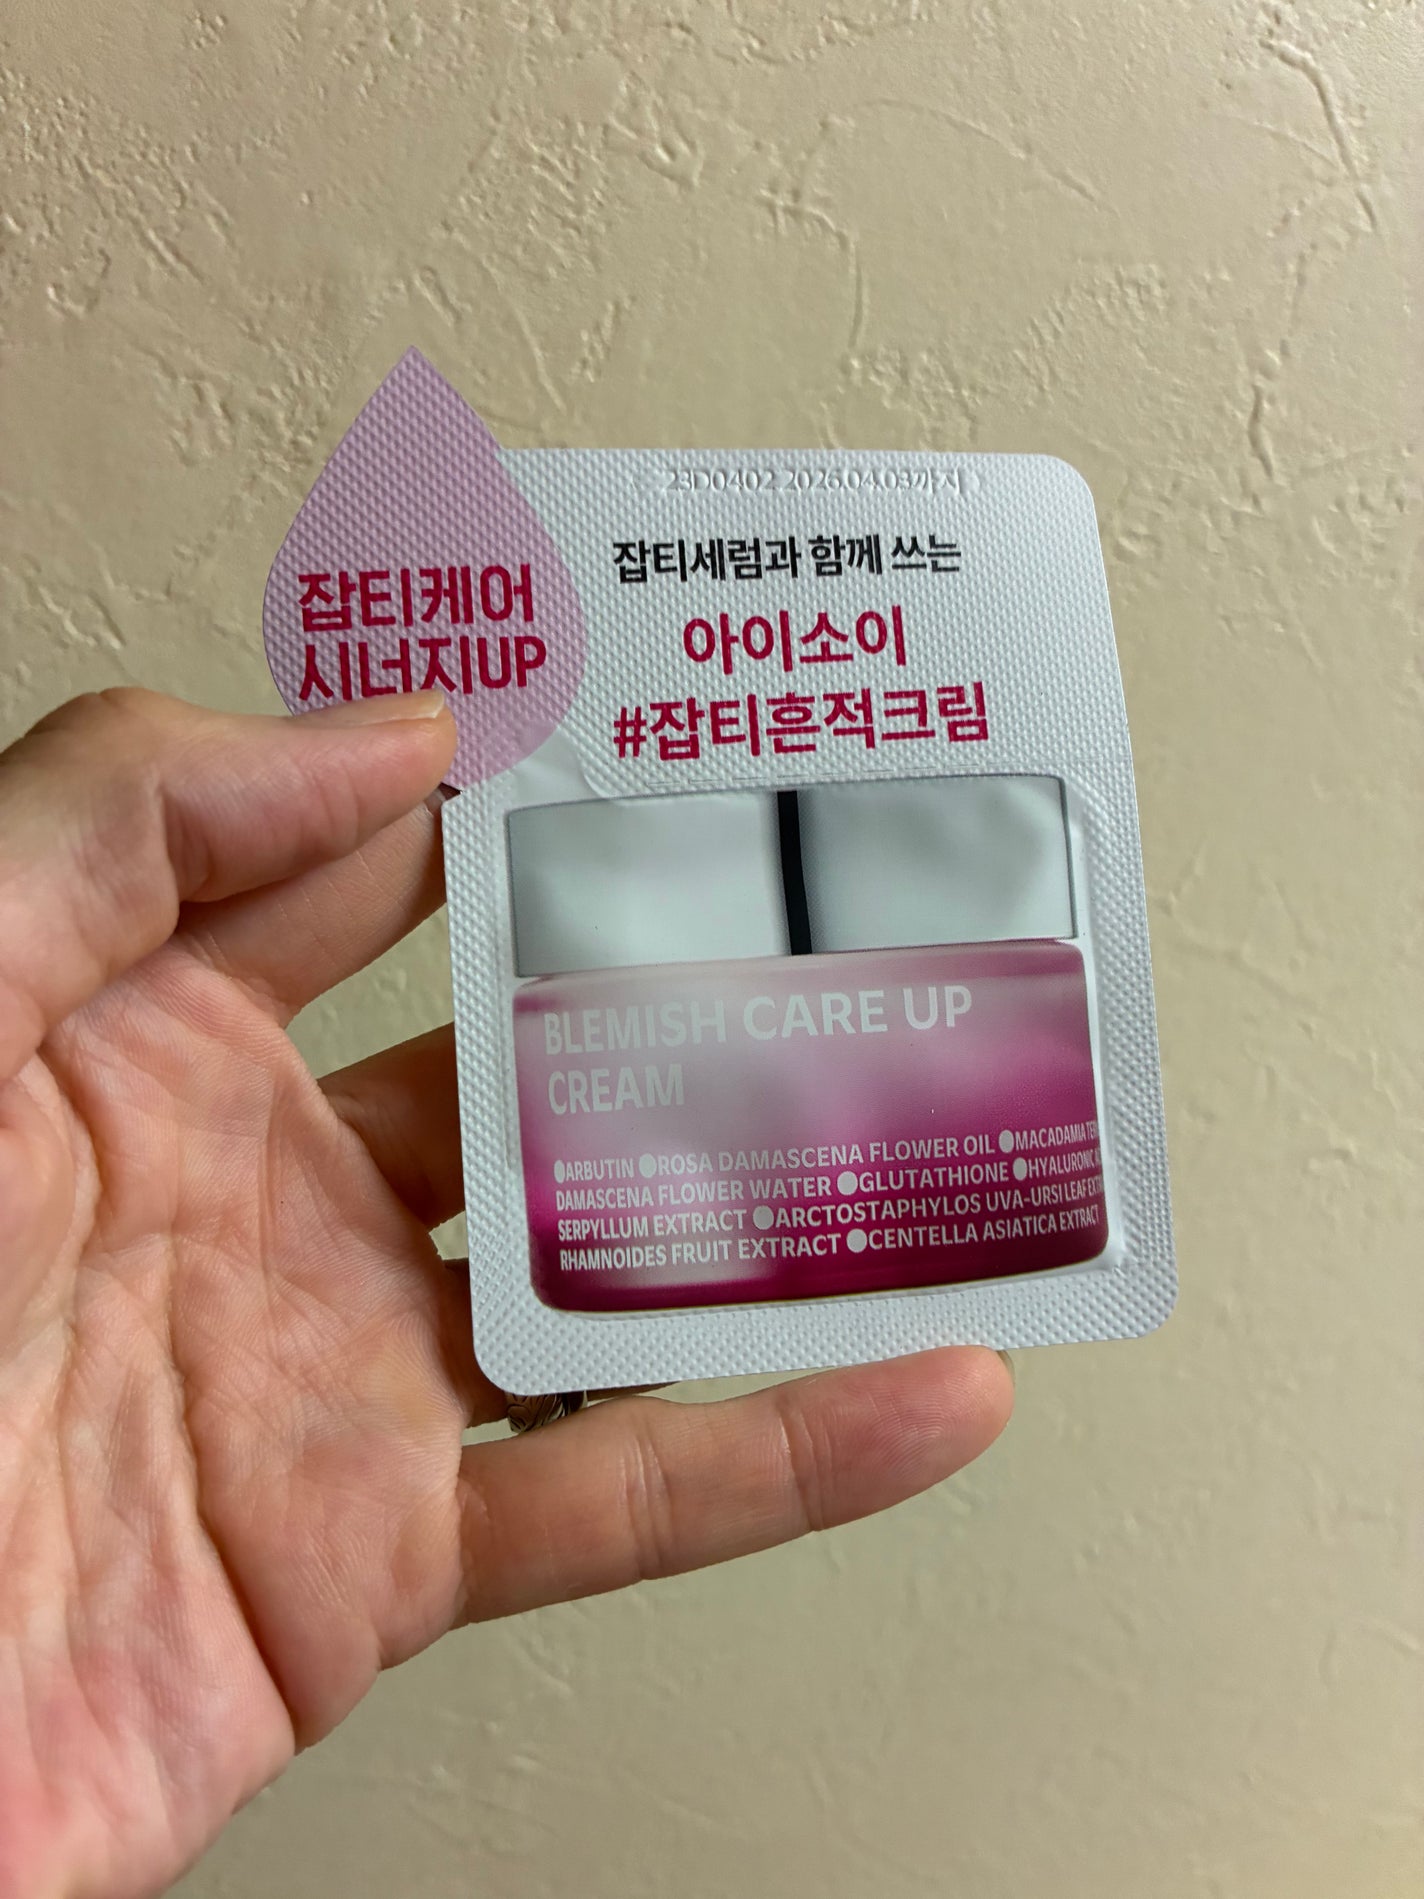 23D0402 2026.04.03까지
잡티케어
시너지UP
잡티세럼과 함께 쓰는
아이소이
#잡티흔적크림
BLEMISH CARE UP
CREAM
●ARBUTIN ●ROSA DAMASCENA FLOWER OIL ●MACADAMIA
DAMASCENA FLOWER WATER ●GLUTATHIONE ●HYALURONIC
SERPYLLUM EXTRACT ●ARCTOSTAPHYLOS UVA-URSI LEAF
RHAMNOIDES FRUIT EXTRACT ●CENTELLA ASIATICA EXTRACT